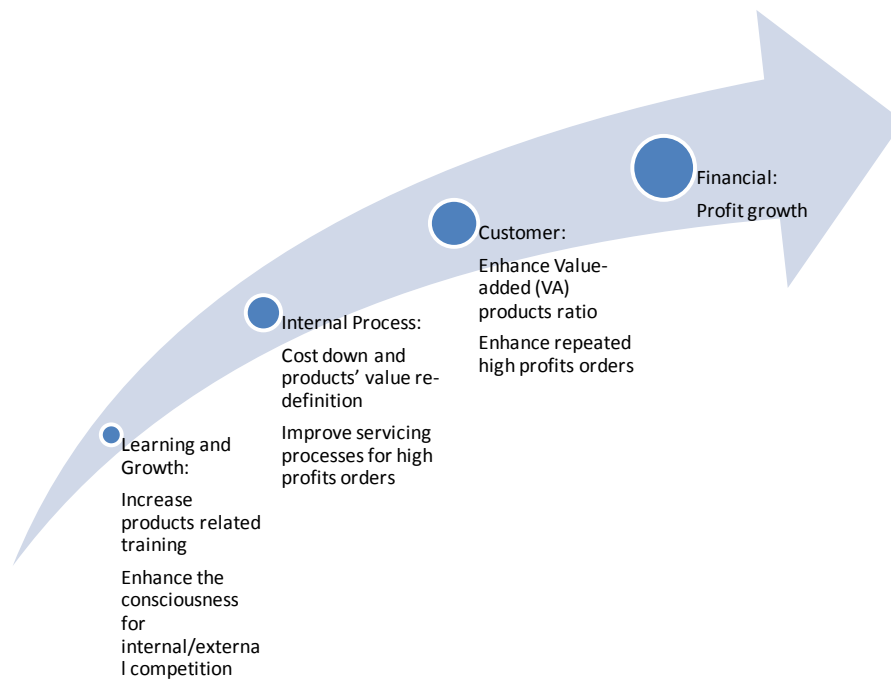 Financial:
Profit growth
Customer:
Enhance Value-
added (VA)
products ratio
Enhance repeated
high profits orders
Internal Process:
Cost down and
products’ value re-
definition
Improve servicing
processes for high
profits orders
Learning and
Growth:
Increase
products related
training
Enhance the
consciousness
for
internal/externa
l competition